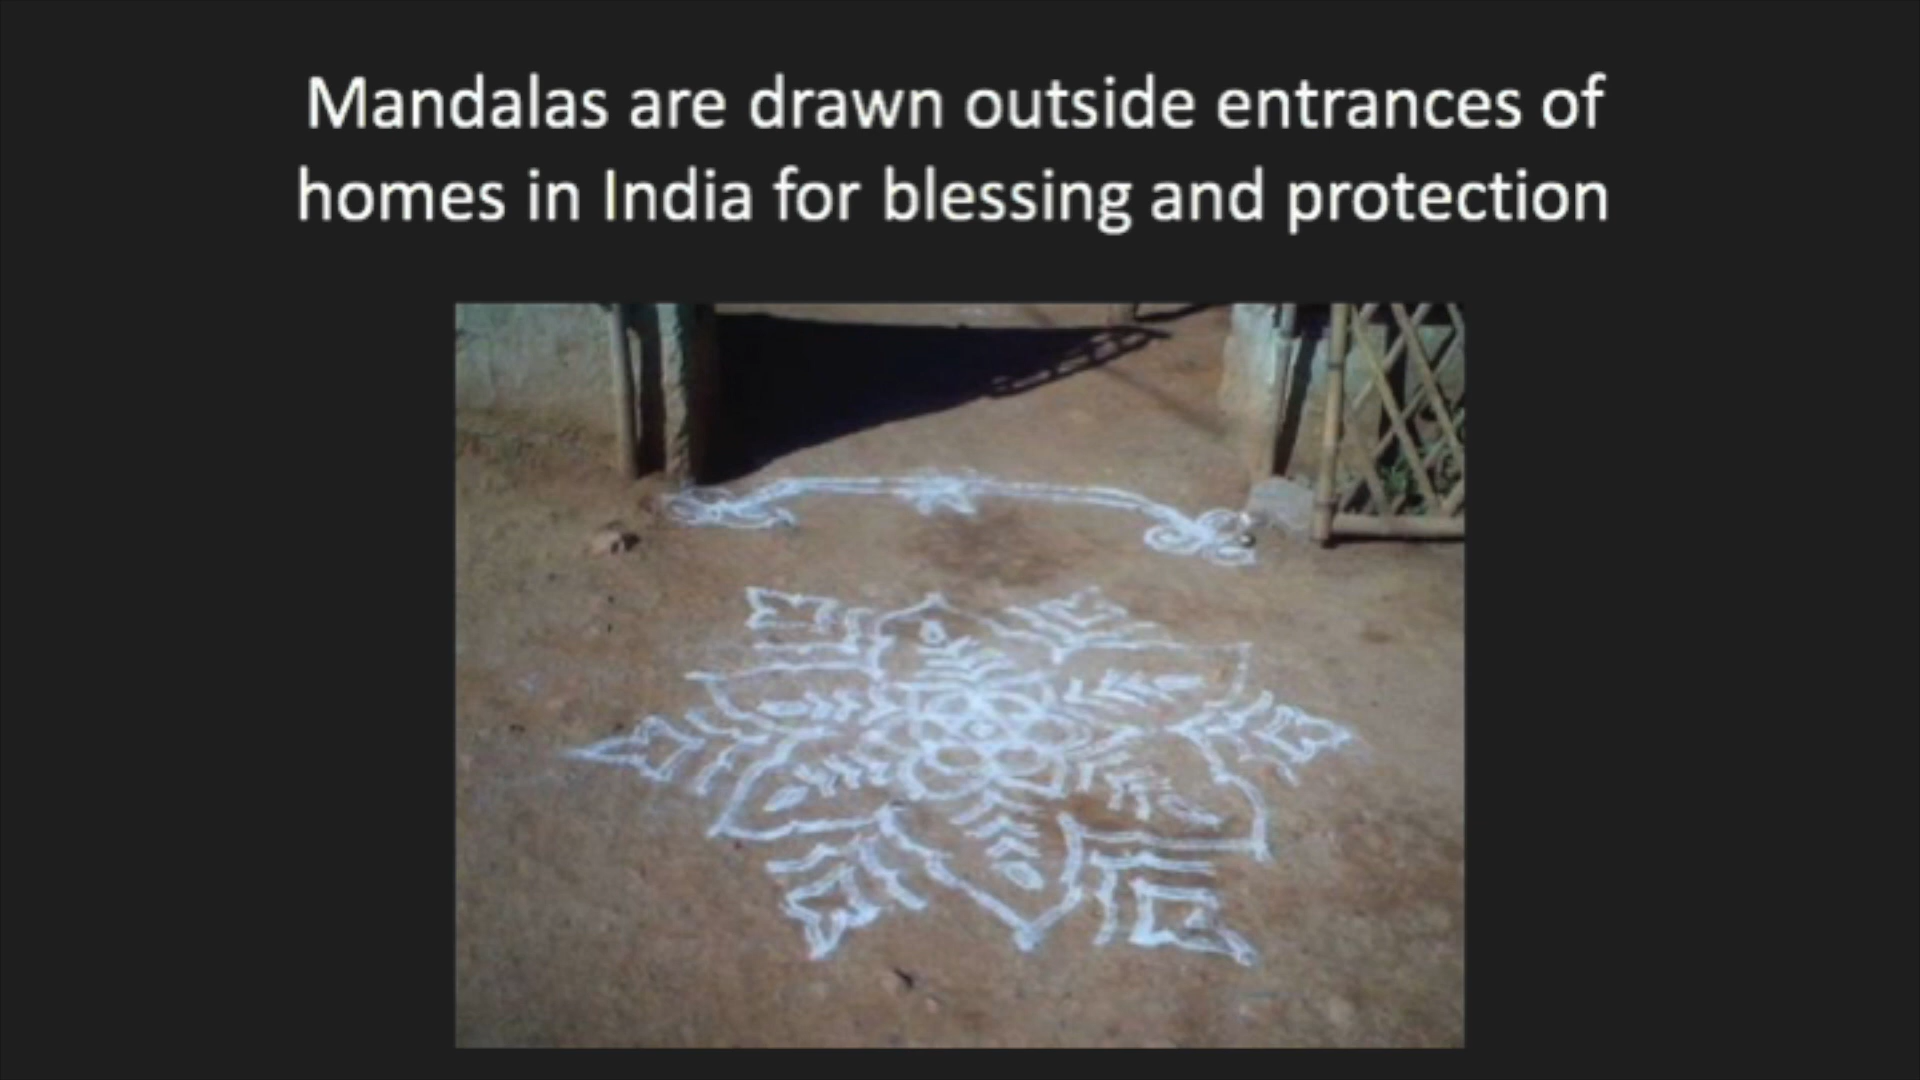 Mandalas are drawn outside entrances of
homes in India for blessing and protection